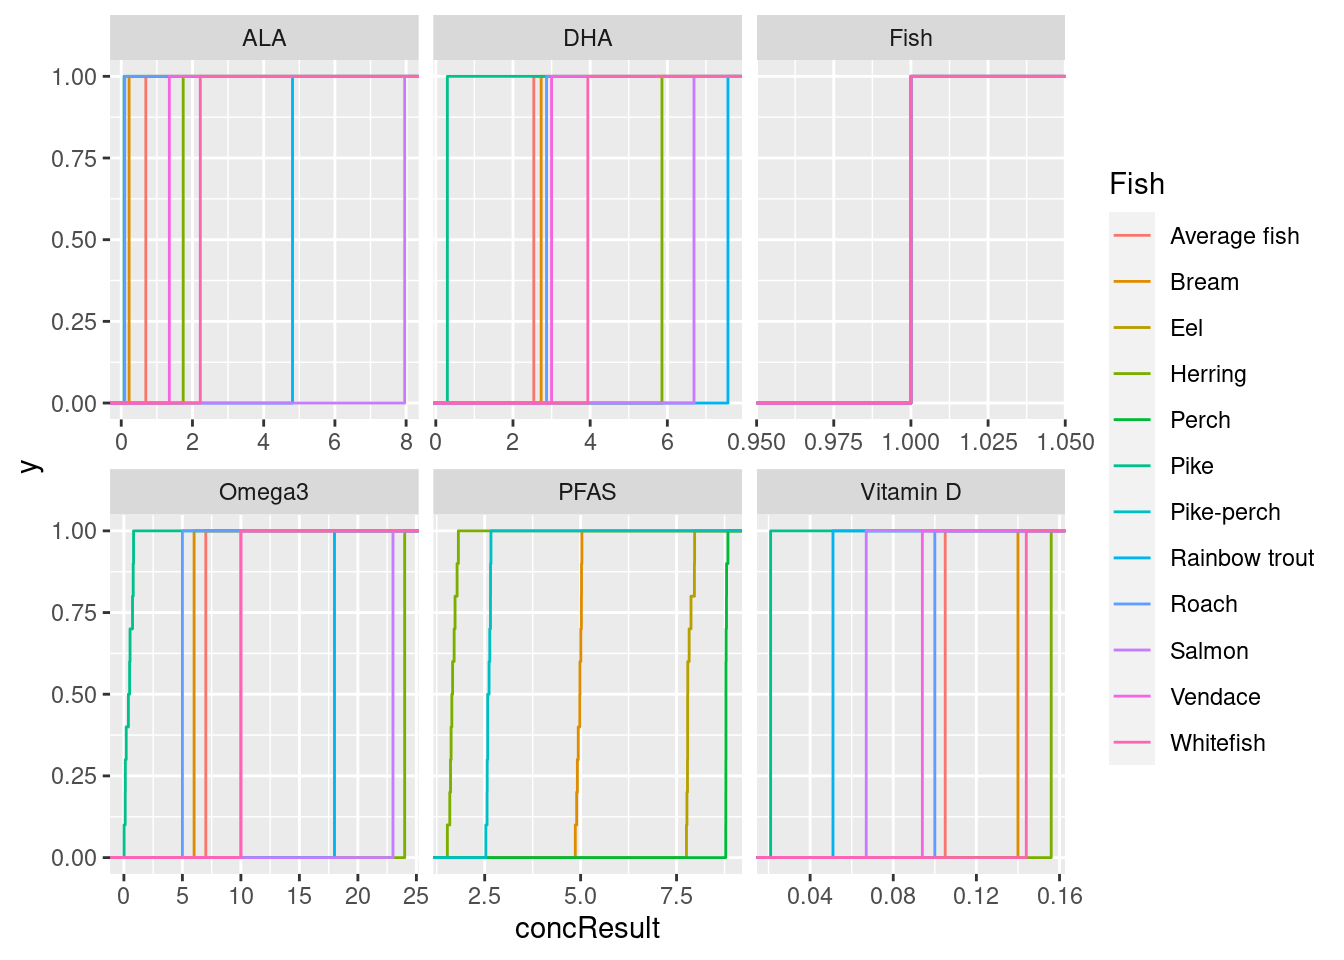 ALA DHA Fish
1.00
0.75
0.50
0.25
0.00
0 2 4 6 8 0 2 4 6 0.950 0.975 1.000 1.025 1.050
y
Omega3 PFAS Vitamin D
1.00
0.75
0.50
0.25
0.00
0 5 10 15 20 25 2.5 5.0 7.5 0.04 0.08 0.12 0.16
concResult
Fish
Average fish
Bream
Eel
Herring
Perch
Pike
Pike-perch
Rainbow trout
Roach
Salmon
Vendace
Whitefish